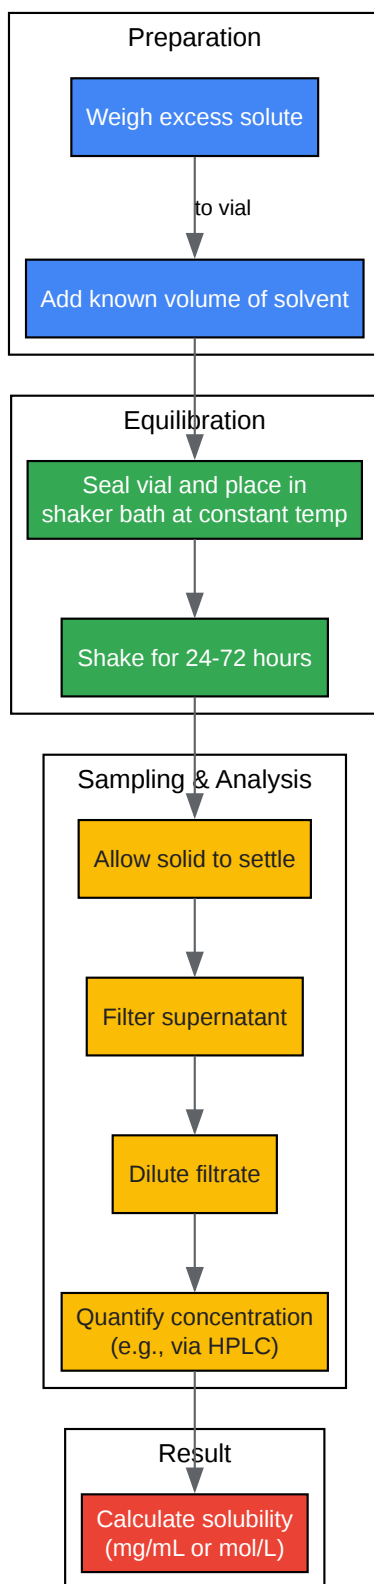 Preparation
Weigh excess solute
to vial
Add known volume of solvent
Equilibration
Seal vial and place in
shaker bath at constant temp
Shake for 24-72 hours
Sampling & Analysis
Allow solid to settle
Filter supernatant
Dilute filtrate
Quantify concentration
(e.g., via HPLC)
Result
Calculate solubility
(mg/mL or mol/L)